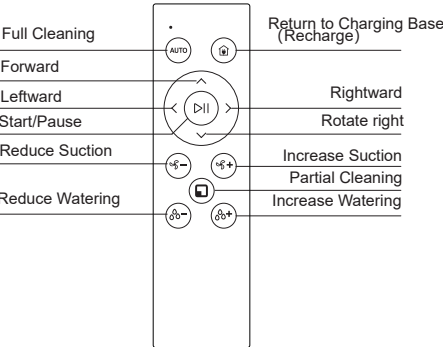 Full Cleaning
Forward
Leftward
Start/Pause
Reduce Suction
Reduce Watering
AUTO
Return to Charging Base
(Recharge)
Rightward
Rotate right
Increase Suction
Partial Cleaning
Increase Watering